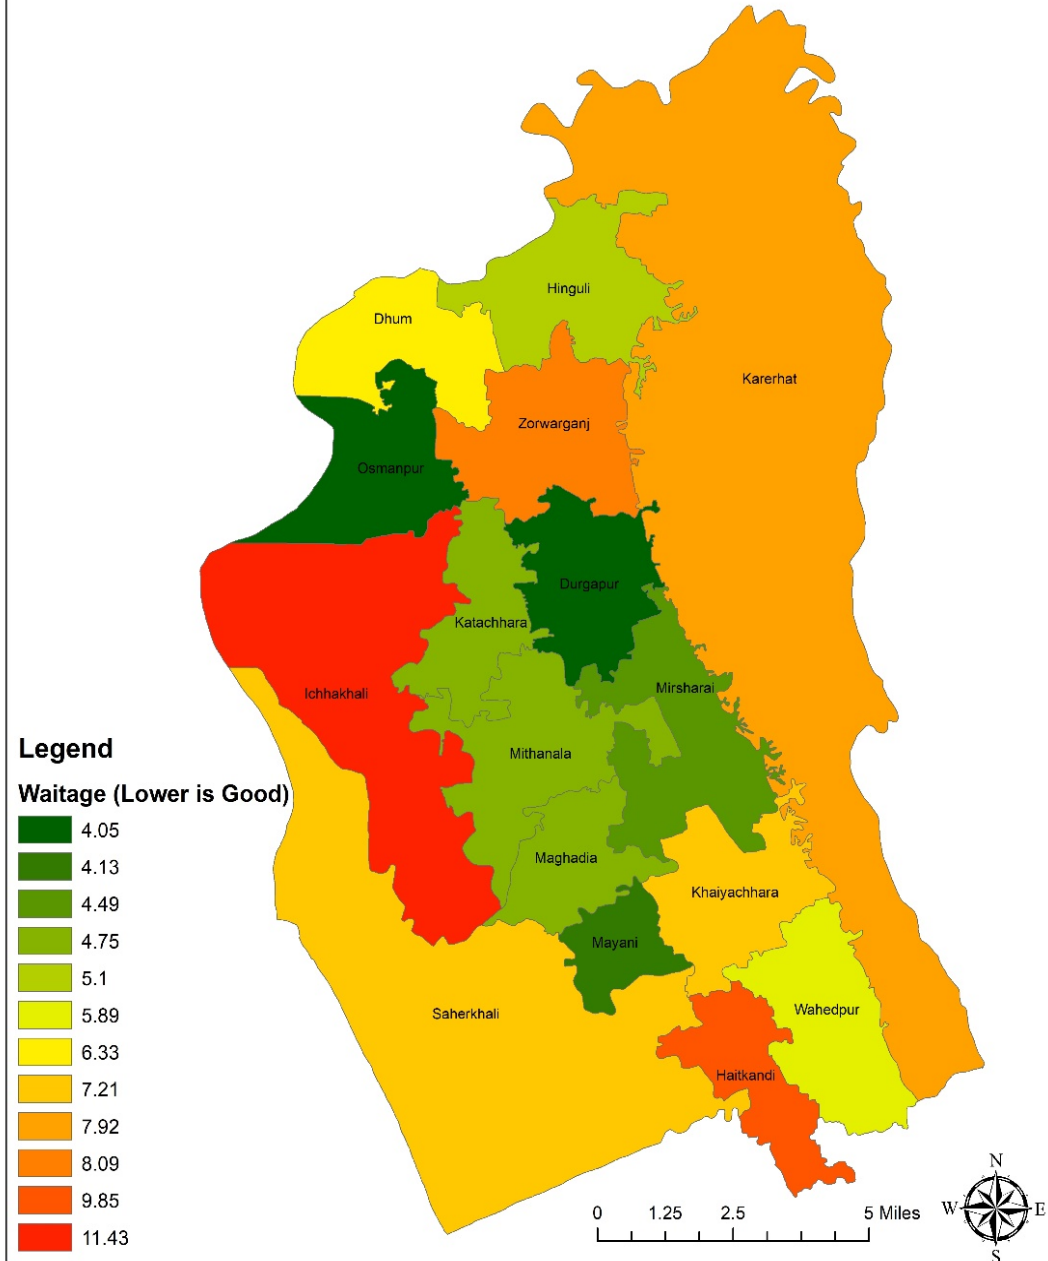 Hinguli
Dhum
Karerhat
Zorwarganj
Osmanpur
Durgapur
Katachhara
Mirsharai
Ichhakhali
Mithanala
Maghadia
Khaiyachhara
Mayani
Wahedpur
Saherkhali
Haitkandi
Legend
Waitage (Lower is Good)
4.05
4.13
4.49
4.75
5.1
5.89
6.33
7.21
7.92
8.09
9.85
11.43
0 1.25 2.5 5 Miles
N
W E
S